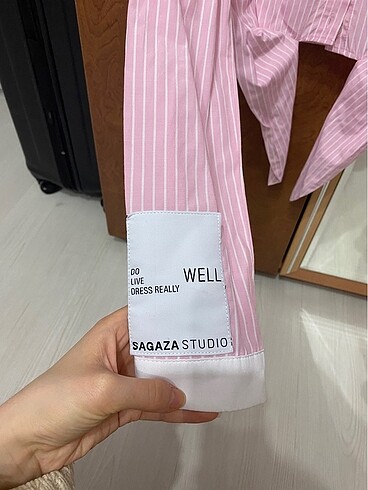 DO
LIVE WELL
DRESS REALLY
SAGAZA STUDIO